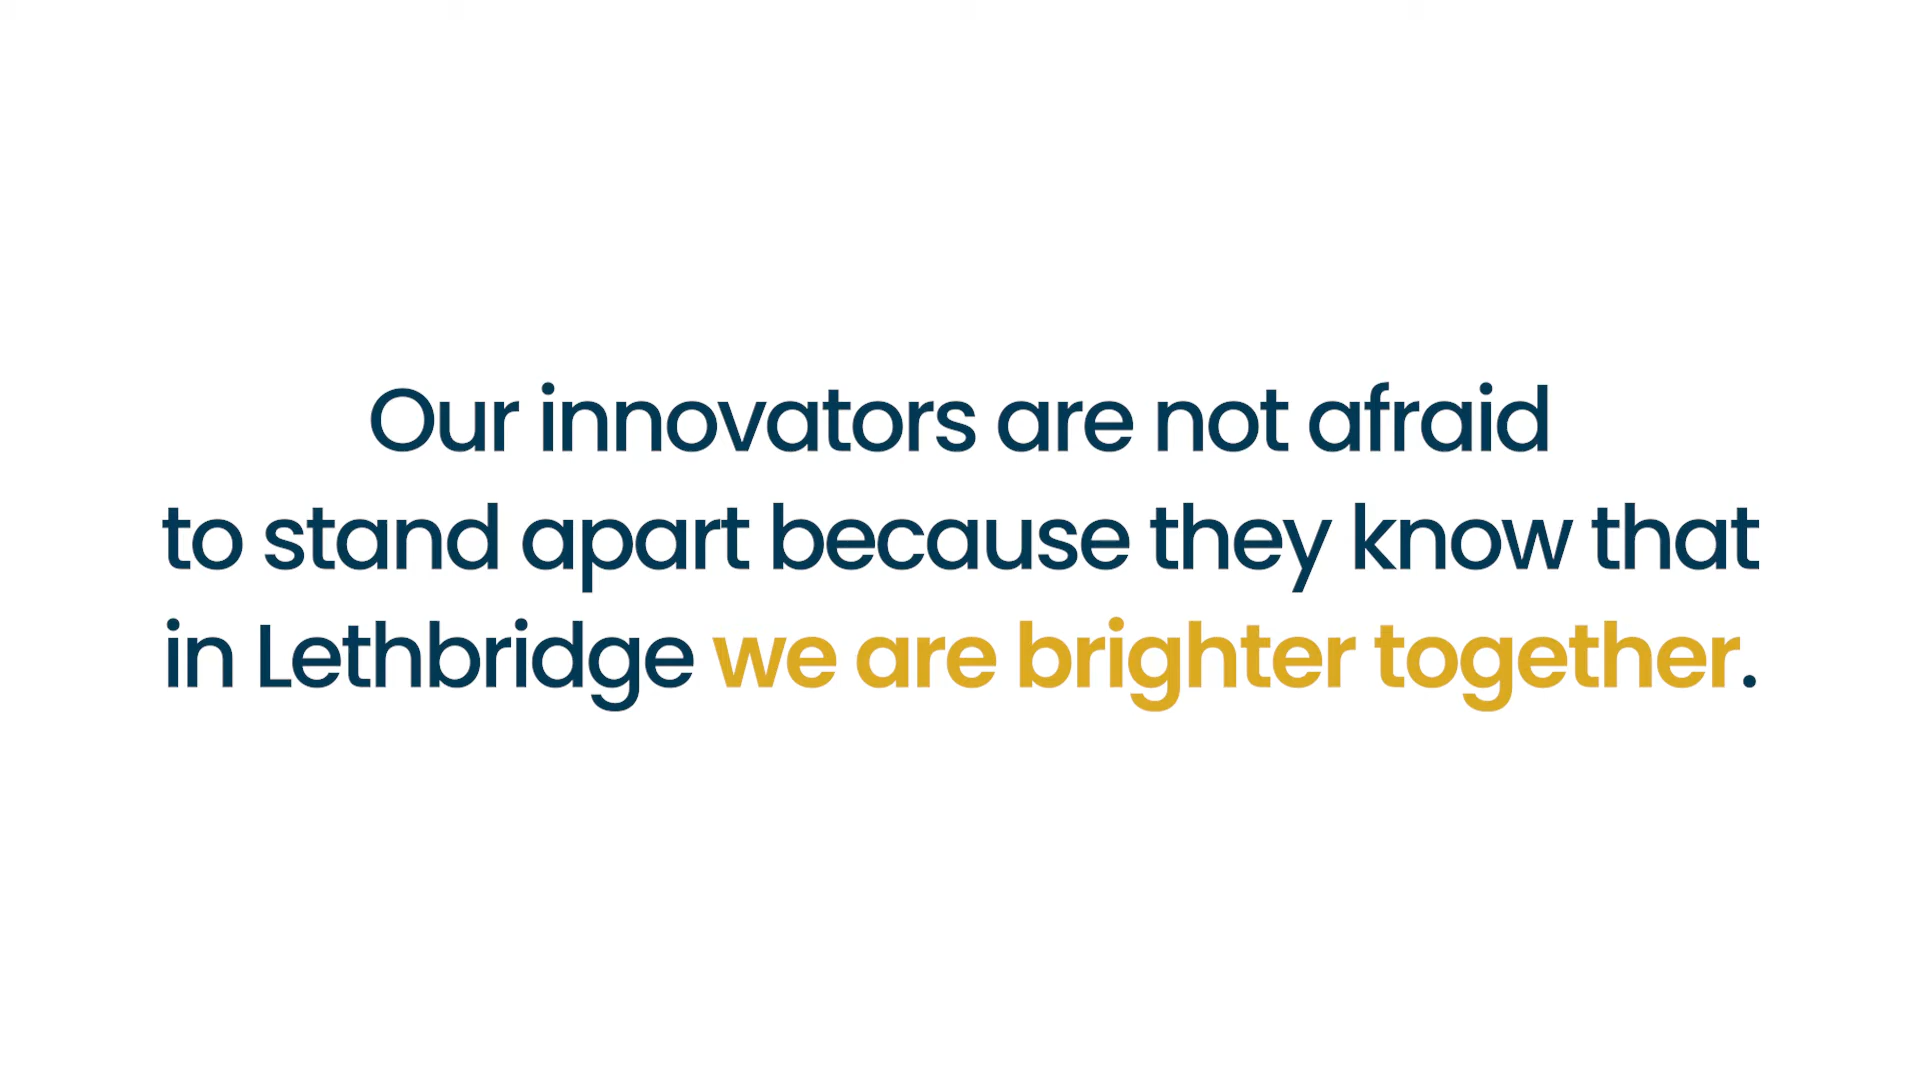 Our innovators are not afraid
to stand apart because they know that
in Lethbridge we are brighter together.